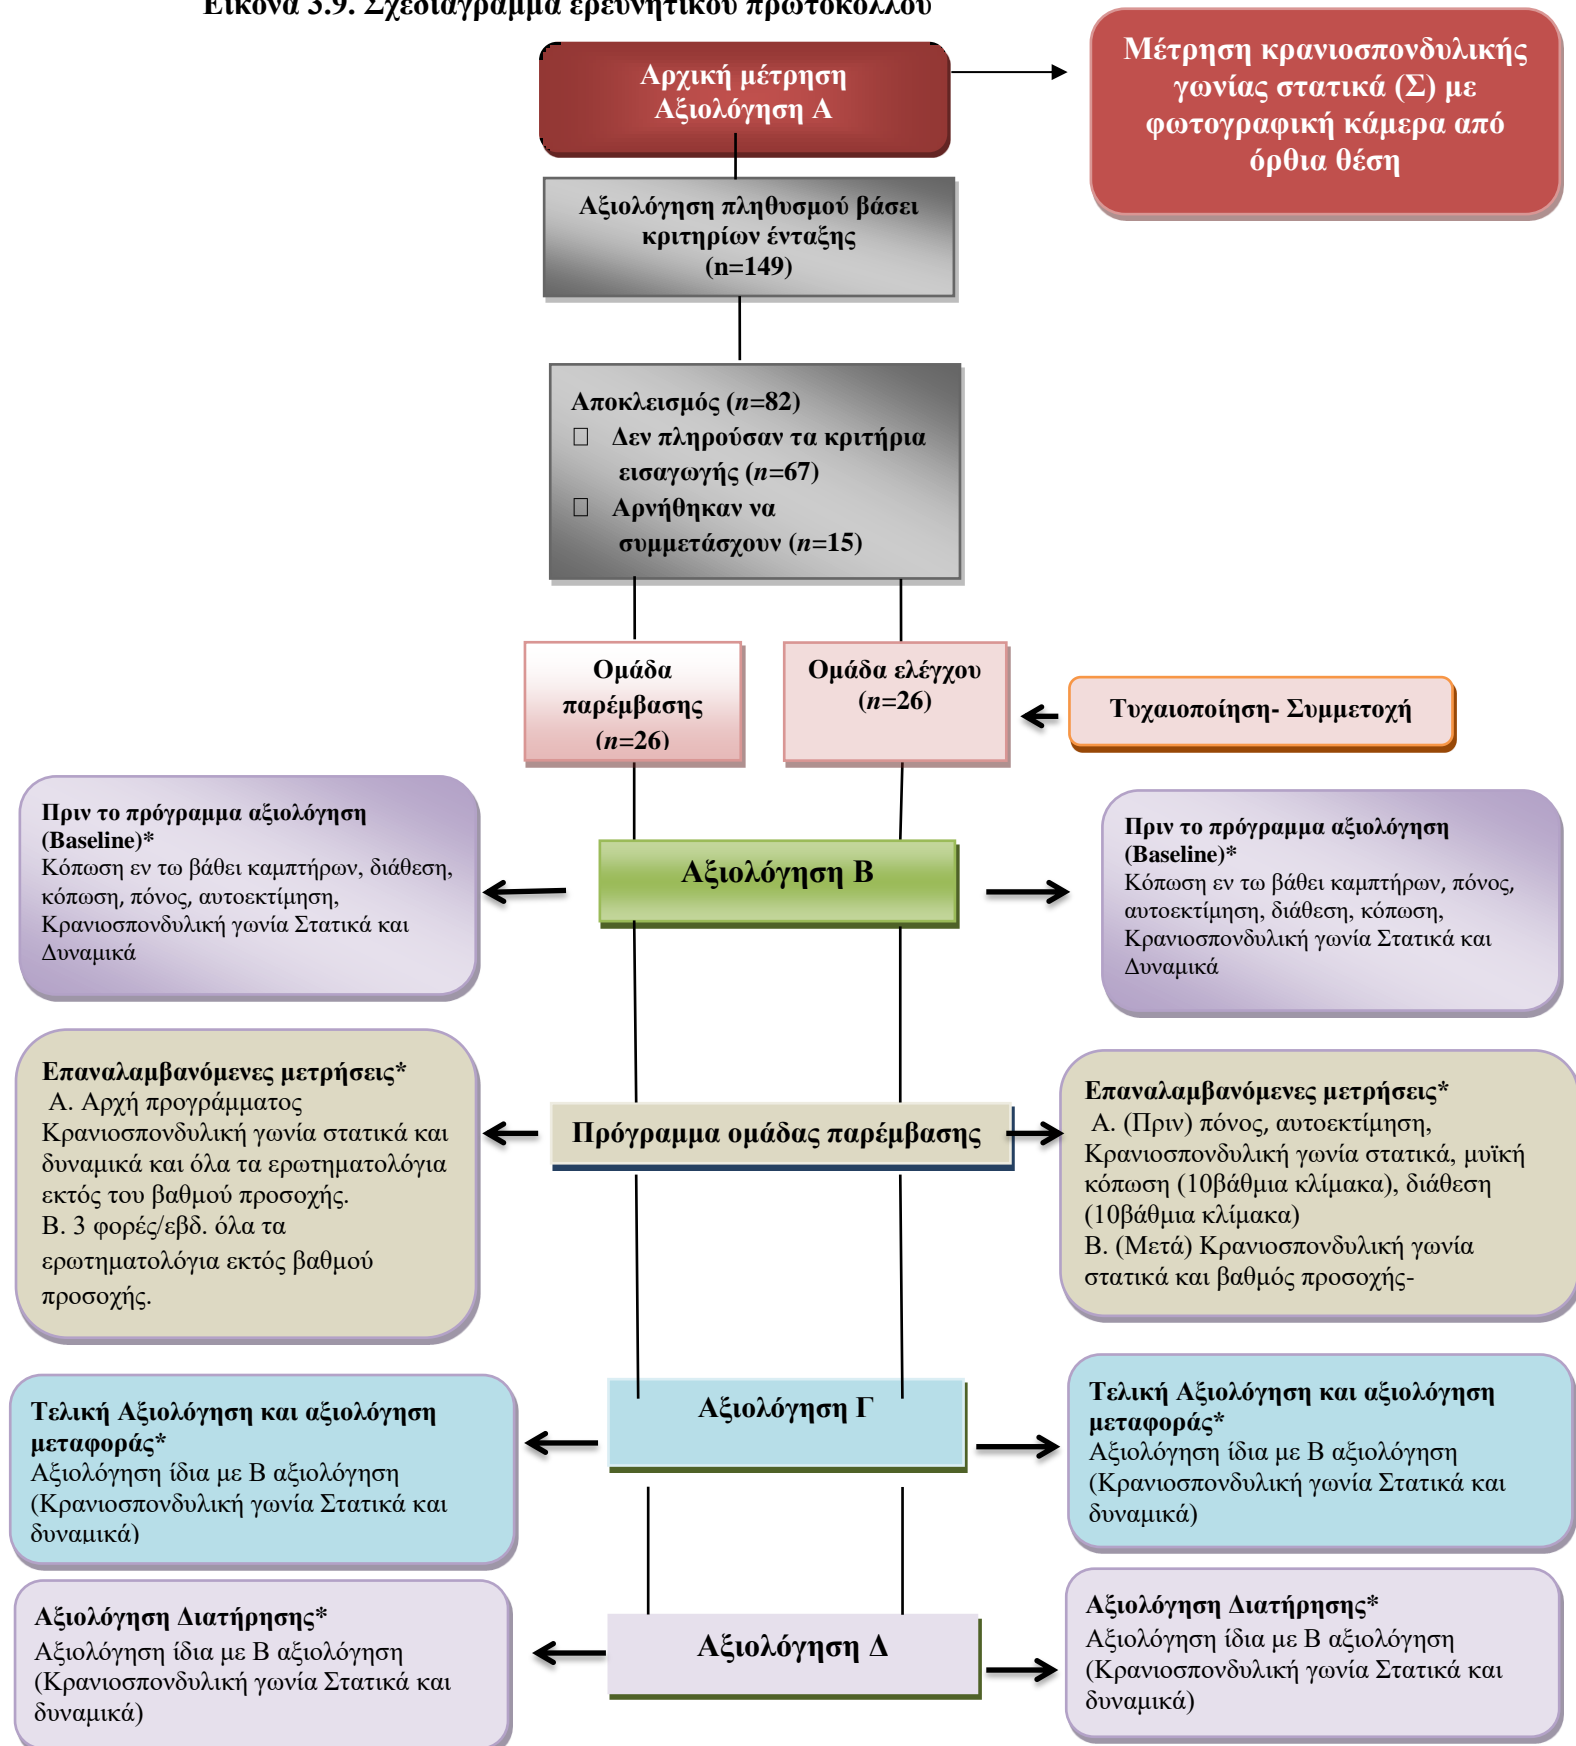 Εικόνα 3.9. Σχεδιάγραμμα ερευνητικού πρωτοκόλλου
Αρχική μέτρηση
Αξιολόγηση Α
Μέτρηση κρανιοσπονδυλικής
γωνίας στατικά (Σ) με
φωτογραφική κάμερα από
όρθια θέση
Αξιολόγηση πληθυσμού βάσει
κριτηρίων ένταξης
(n=149)
Αποκλεισμός (n=82)
Δεν πληρούσαν τα κριτήρια
εισαγωγής (n=67)
Αρνήθηκαν να
συμμετάσχουν (n=15)
Ομάδα
παρέμβασης
(n=26)
Ομάδα ελέγχου
(n=26)
Τυχαιοποίηση- Συμμετοχή
Πριν το πρόγραμμα αξιολόγηση
(Baseline)*
Κόπωση εν τω βάθει καμπτήρων, διάθεση,
κόπωση, πόνος, αυτοεκτίμηση,
Κρανιοσπονδυλική γωνία Στατικά και
Δυναμικά
Αξιολόγηση Β
Πριν το πρόγραμμα αξιολόγηση
(Baseline)*
Κόπωση εν τω βάθει καμπτήρων, πόνος,
αυτοεκτίμηση, διάθεση, κόπωση,
Κρανιοσπονδυλική γωνία Στατικά και
Δυναμικά
Επαναλαμβανόμενες μετρήσεις*
Α. Αρχή προγράμματος
Κρανιοσπονδυλική γωνία στατικά και
δυναμικά και όλα τα ερωτηματολόγια
εκτός του βαθμού προσοχής.
Β. 3 φορές/εβδ. όλα τα
ερωτηματολόγια εκτός βαθμού
προσοχής.
Πρόγραμμα ομάδας παρέμβασης
Επαναλαμβανόμενες μετρήσεις*
Α. (Πριν) πόνος, αυτοεκτίμηση,
Κρανιοσπονδυλική γωνία στατικά, μυϊκή
κόπωση (10βάθμια κλίμακα), διάθεση
(10βάθμια κλίμακα)
Β. (Μετά) Κρανιοσπονδυλική γωνία
στατικά και βαθμός προσοχής-
Τελική Αξιολόγηση και αξιολόγηση
μεταφοράς*
Αξιολόγηση ίδια με Β αξιολόγηση
(Κρανιοσπονδυλική γωνία Στατικά και
δυναμικά)
Αξιολόγηση Γ
Τελική Αξιολόγηση και αξιολόγηση
μεταφοράς*
Αξιολόγηση ίδια με Β αξιολόγηση
(Κρανιοσπονδυλική γωνία Στατικά και
δυναμικά)
Αξιολόγηση Διατήρησης*
Αξιολόγηση ίδια με Β αξιολόγηση
(Κρανιοσπονδυλική γωνία Στατικά και
δυναμικά)
Αξιολόγηση Δ
Αξιολόγηση Διατήρησης*
Αξιολόγηση ίδια με Β αξιολόγηση
(Κρανιοσπονδυλική γωνία Στατικά και
δυναμικά)